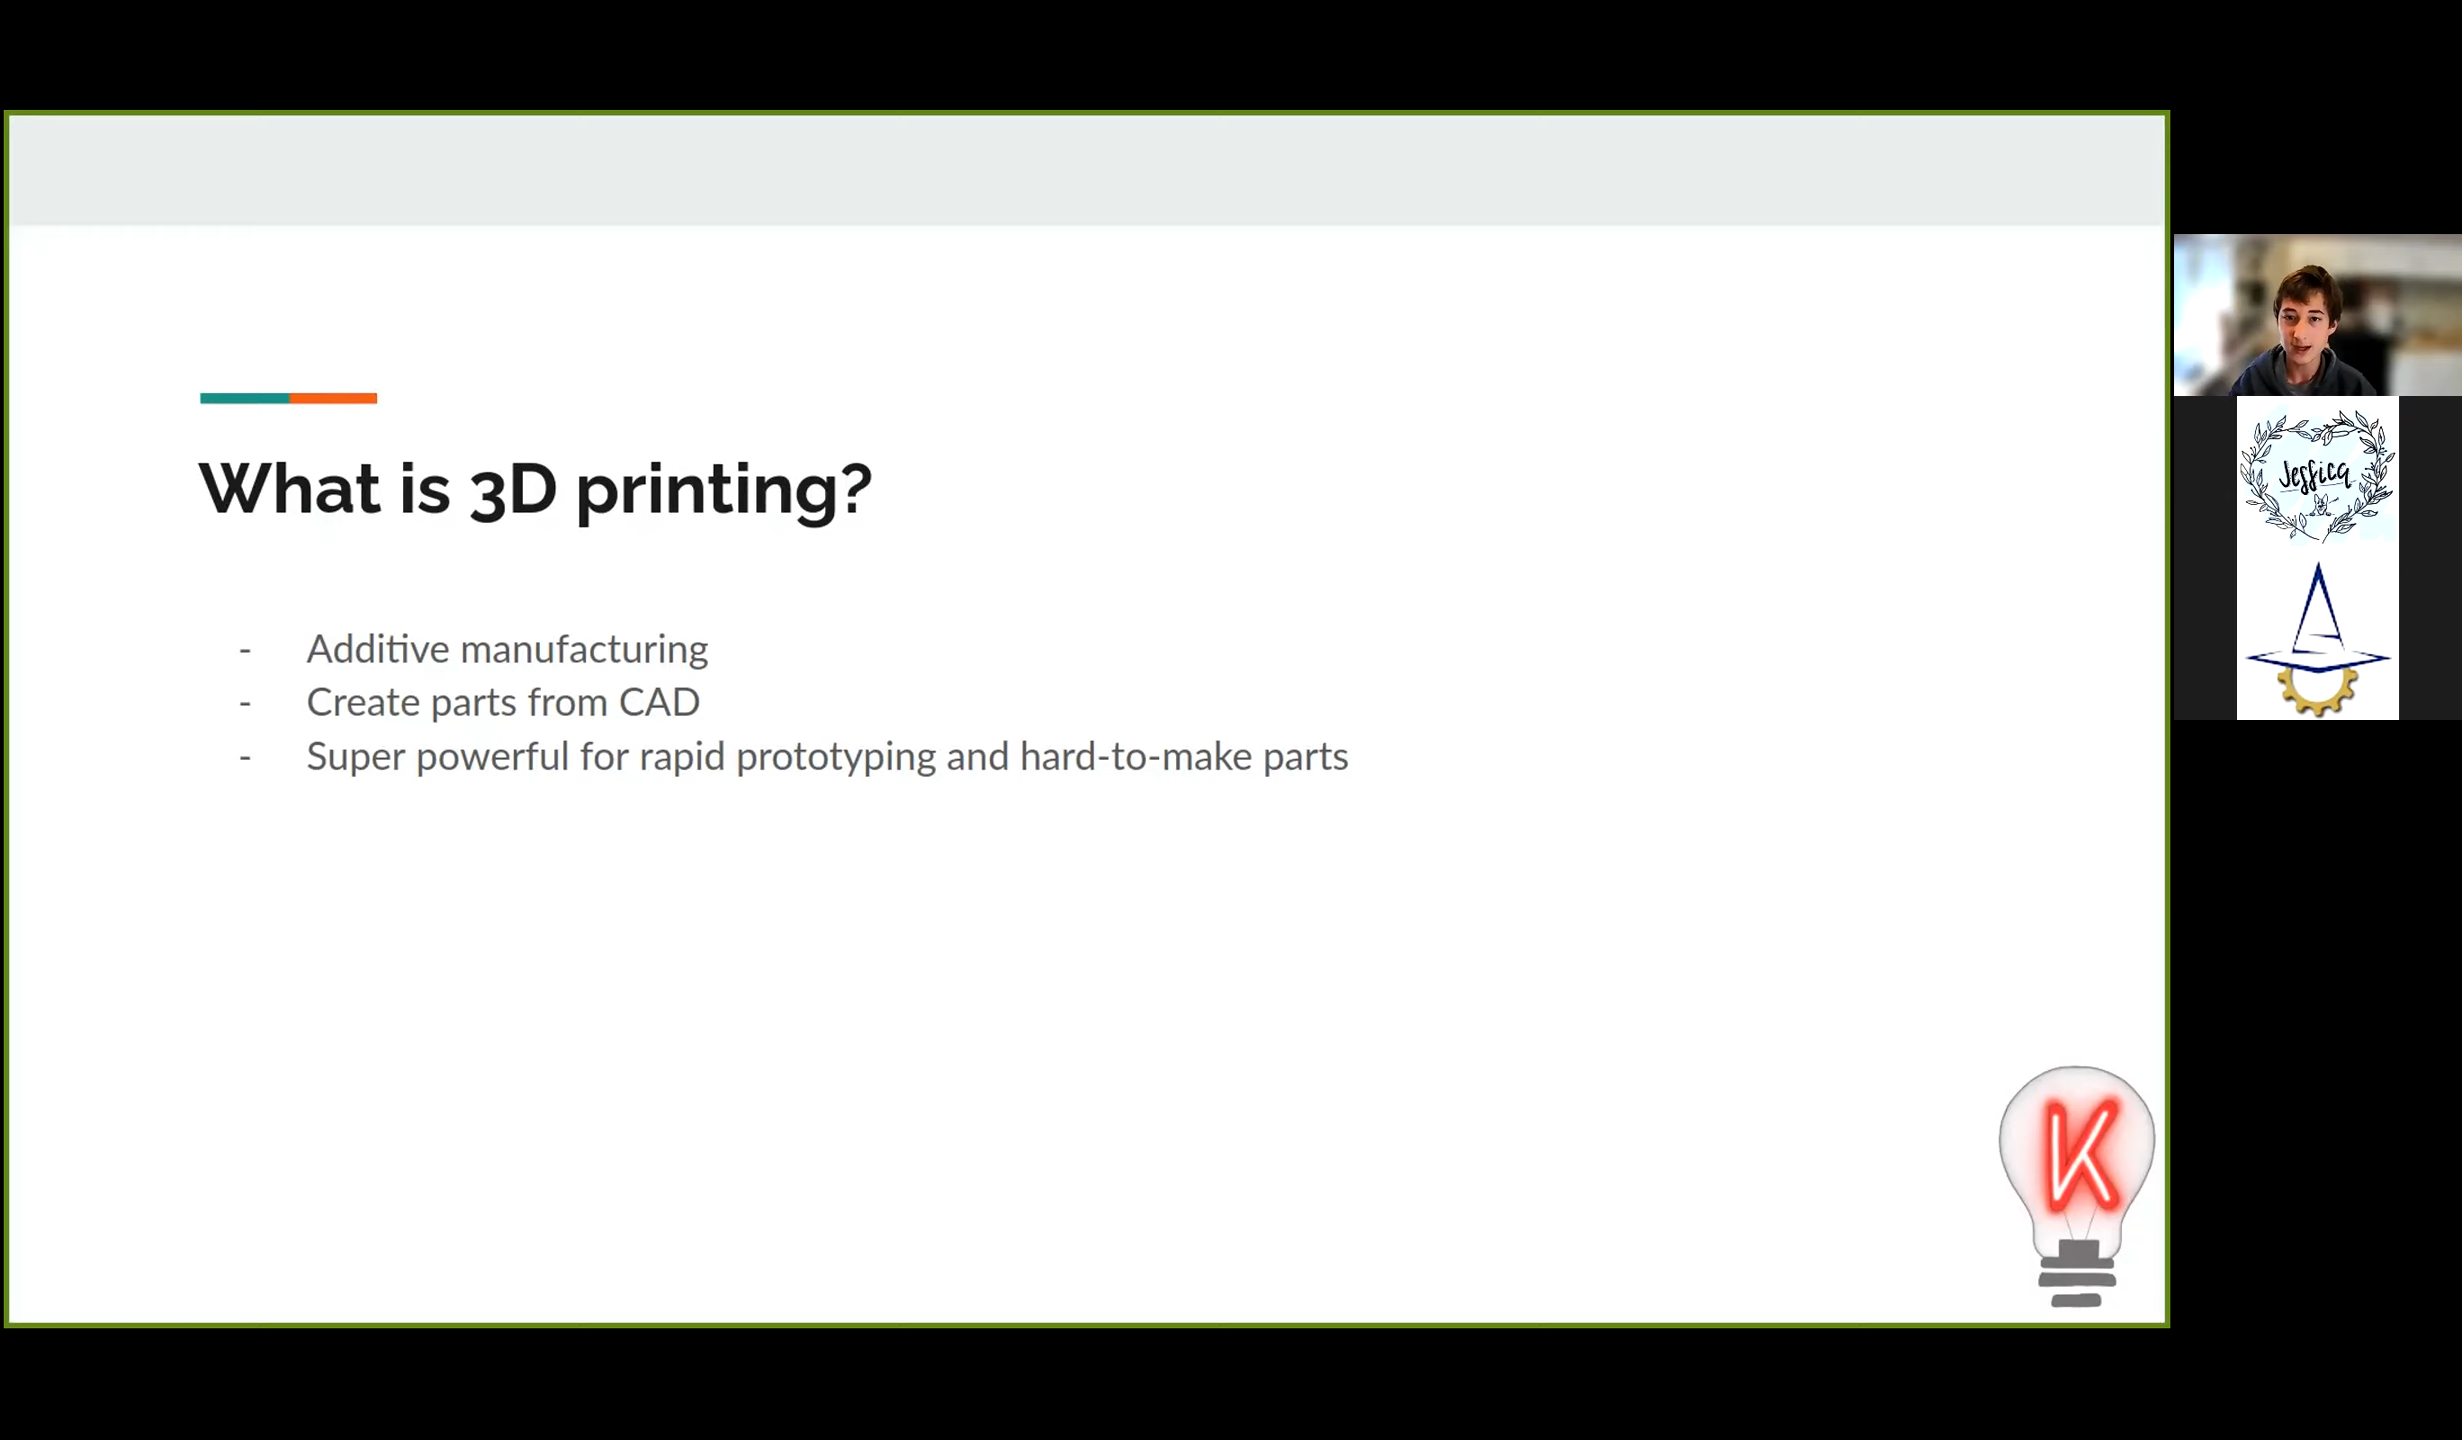 What is 3D printing?
- Additive manufacturing
- Create parts from CAD
- Super powerful for rapid prototyping and hard-to-make parts
Jessica
K